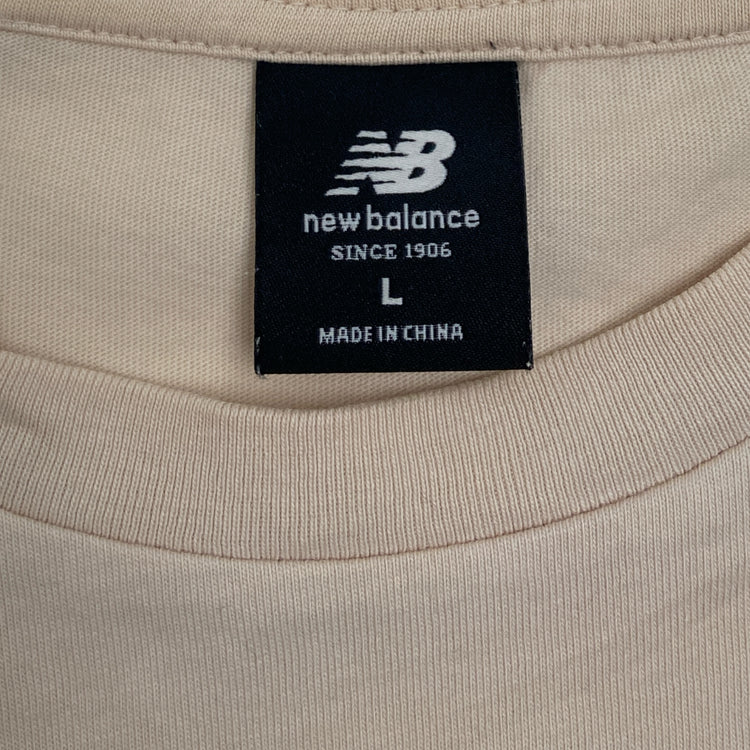 NB
new balance
SINCE 1906
L
MADE IN CHINA